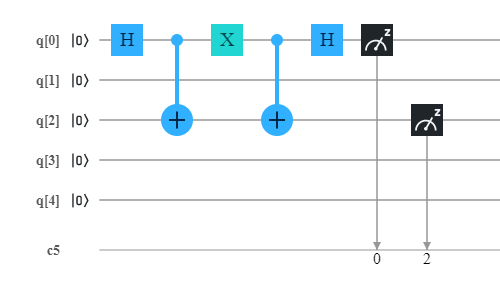 q[0] |0⟩ H X H z
q[1] |0⟩
q[2] |0⟩ + + z
q[3] |0⟩
q[4] |0⟩
c5
0 2